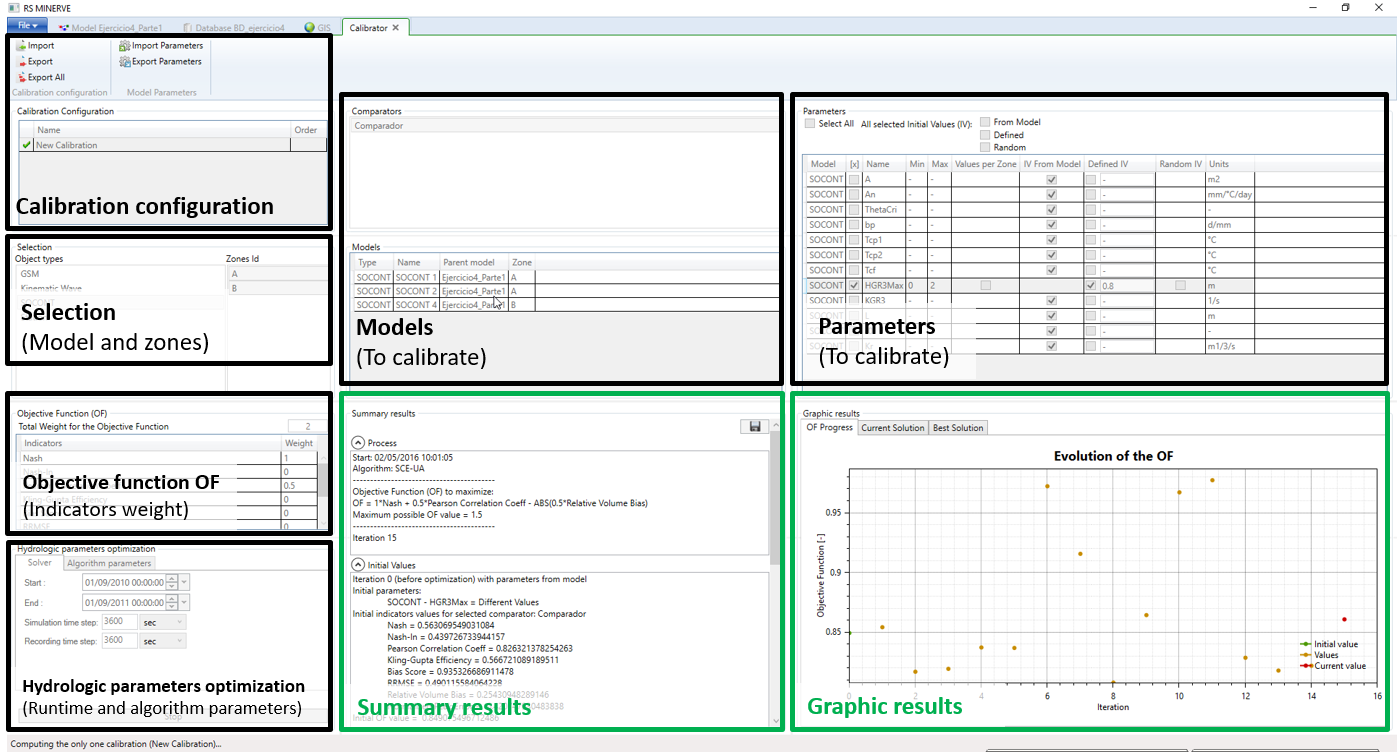 RS MINERVE
File
Model Ejercicio4_Parte1
Database BD_ejercicio4
GIS
Calibrator
Import
Export
Export All
Calibration configuration
Import Parameters
Export Parameters
Model Parameters
Calibration Configuration
Name Order
New Calibration
Calibration configuration
Selection
Object types
GSM
Kinematic Wave
Zones Id
A
B
Selection
(Model and zones)
Comparators
Comparador
Models
Type Name Parent model Zone
SOCONT SOCONT 1 Ejercicio4_Parte1 A
SOCONT SOCONT 2 Ejercicio4_Parte1 A
SOCONT SOCONT 4 Ejercicio4_Parte1 B
Models
(To calibrate)
Parameters
Select All All selected Initial Values (IV):
From Model
Defined
Random
Model [x] Name Min Max Values per Zone IV From Model Defined IV Random IV Units
SOCONT A - - - m2
SOCONT An - - - mm/°C/day
SOCONT ThetaCri - - - -
SOCONT bp - - - d/mm
SOCONT Tcp1 - - - °C
SOCONT Tcp2 - - - °C
SOCONT Tcf - - - °C
SOCONT HGR3Max 0 2 0.8 m
SOCONT KGR3 - 1/s
L - m
- -
Kr - m1/3/s
Parameters
(To calibrate)
Objective Function (OF)
Total Weight for the Objective Function 2
Indicators Weight
Nash 1
Nash-ln 0
0.5
Kling-Gupta Efficiency 0
0
RRMSE 0
Objective function OF
(Indicators weight)
Hydrologic parameters optimization
Solver Algorithm parameters
Start : 01/09/2010 00:00:00
End : 01/09/2011 00:00:00
Simulation time step: 3600 sec
Recording time step: 3600 sec
Hydrologic parameters optimization
(Runtime and algorithm parameters)
Stop
Summary results
Process
Start: 02/05/2016 10:01:05
Algorithm: SCE-UA
----------------------------------------
Objective Function (OF) to maximize:
OF = 1*Nash + 0.5*Pearson Correlation Coeff - ABS(0.5*Relative Volume Bias)
Maximum possible OF value = 1.5
----------------------------------------
Iteration 15
Initial Values
Iteration 0 (before optimization) with parameters from model
Initial parameters:
SOCONT - HGR3Max = Different Values
Initial indicators values for selected comparator: Comparador
Nash = 0.563069549031084
Nash-ln = 0.439726733944157
Pearson Correlation Coeff = 0.826321378254263
Kling-Gupta Efficiency = 0.566721089189511
Bias Score = 0.935326686911478
RRMSE = 0.490115584064228
Relative Volume Bias = 0.25430948289146
Initial OF value = 0.849075496712486
Summary results
Graphic results
OF Progress Current Solution Best Solution
Evolution of the OF
Objective Function [-]
0.95
0.9
0.85
0 2 4 6 8 10 12 14 16
Iteration
Initial value
Values
Current value
Graphic results
Computing the only one calibration (New Calibration)...